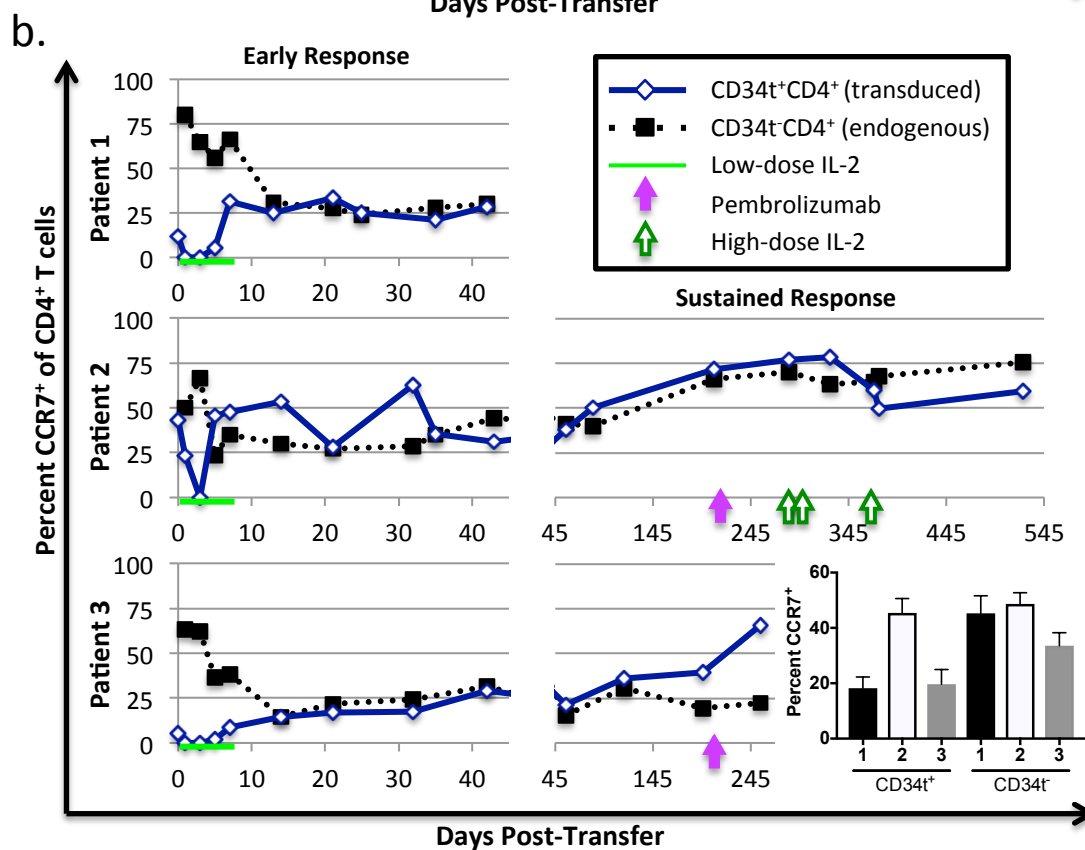 Days Post-Transfer
b.
Early Response
CD34t⁺CD4⁺ (transduced)
CD34t⁻CD4⁺ (endogenous)
Low-dose IL-2
Pembrolizumab
High-dose IL-2
Percent CCR7⁺ of CD4⁺ T cells
Patient 1
100
75
50
25
0
0 10 20 30 40
Sustained Response
Patient 2
100
75
50
25
0
0 10 20 30 40
45 145 245 345 445 545
Patient 3
100
75
50
25
0
0 10 20 30 40
45 145 245
Percent CCR7⁺
60
40
20
0
1 2 3 1 2 3
CD34t⁺ CD34t⁻
Days Post-Transfer